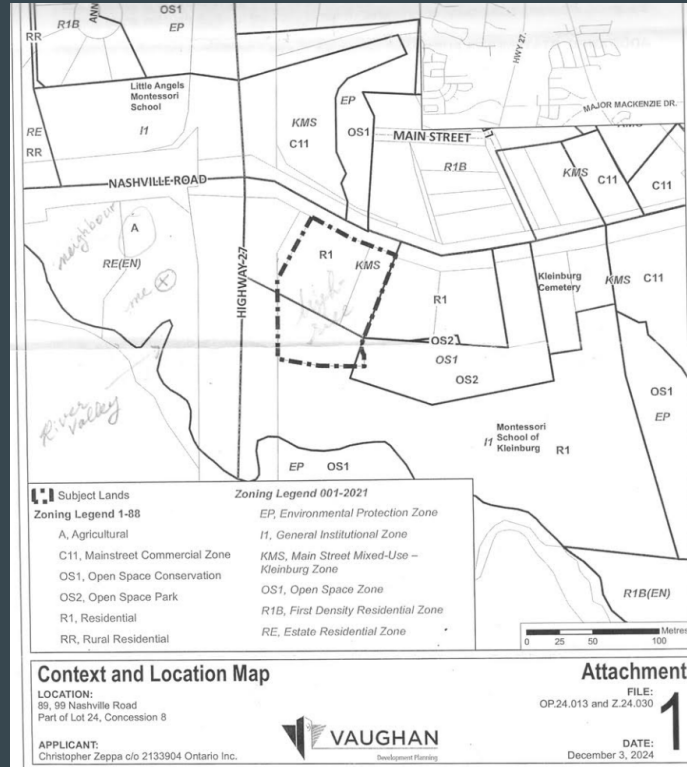 R1B
ANN
OS1
EP
RR
Little Angels
Montessori
School
I1
RE
RR
KMS
C11
EP
OS1
HWY 27.
MAJOR MACKENZIE DR.
MAIN STREET
R1B
KMS
C11
C11
NASHVILLE ROAD
neighbour
A
RE(EN)
me X
HIGHWAY 27
R1
KMS
high-
rise
R1
OS2
OS1
OS2
Kleinburg
Cemetery
KMS
C11
OS1
EP
River
Valley
Montessori
School of
Kleinburg
I1
R1
EP
OS1
R1B(EN)
Subject Lands
Zoning Legend 1-88
A, Agricultural
C11, Mainstreet Commercial Zone
OS1, Open Space Conservation
OS2, Open Space Park
R1, Residential
RR, Rural Residential
Zoning Legend 001-2021
EP, Environmental Protection Zone
I1, General Institutional Zone
KMS, Main Street Mixed-Use –
Kleinburg Zone
OS1, Open Space Zone
R1B, First Density Residential Zone
RE, Estate Residential Zone
Metres
0 25 50 100
Context and Location Map
LOCATION:
89, 99 Nashville Road
Part of Lot 24, Concession 8
APPLICANT:
Christopher Zeppa c/o 2133904 Ontario Inc.
VAUGHAN
Development Planning
Attachment
FILE:
OP.24.013 and Z.24.030
1
DATE:
December 3, 2024